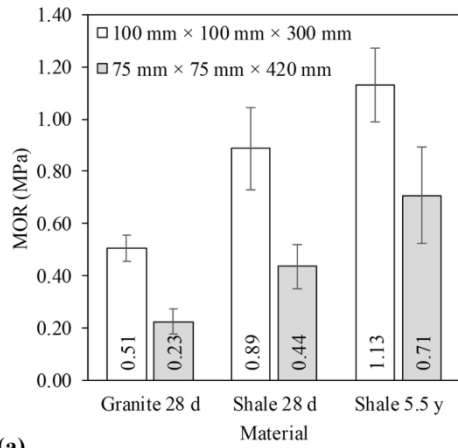 1.40
1.20
1.00
0.80
0.60
0.40
0.20
0.00
MOR (MPa)
100 mm × 100 mm × 300 mm
75 mm × 75 mm × 420 mm
0.51
0.23
0.89
0.44
1.13
0.71
Granite 28 d
Shale 28 d
Shale 5.5 y
Material
(a)